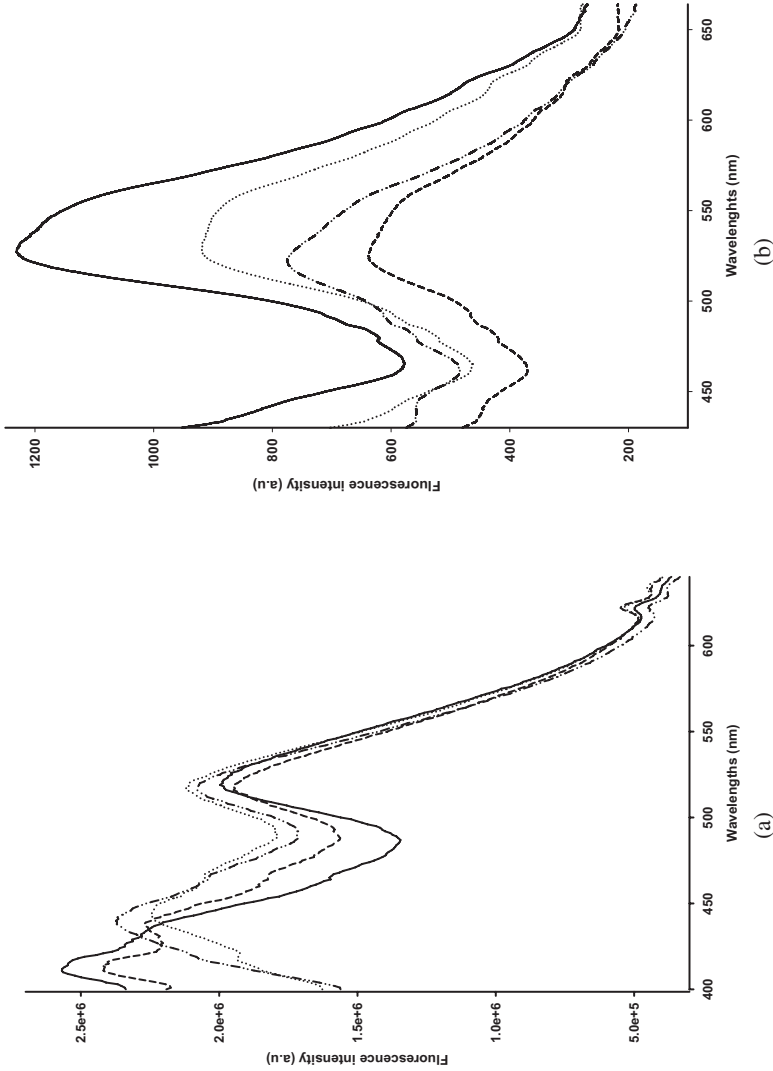 Fluorescence intensity (a.u)
1200
1000
800
600
400
200
450
500
550
600
650
Wavelenghts (nm)
(b)
Fluorescence intensity (a.u)
2.5e+6
2.0e+6
1.5e+6
1.0e+6
5.0e+5
400
450
500
550
600
Wavelengths (nm)
(a)